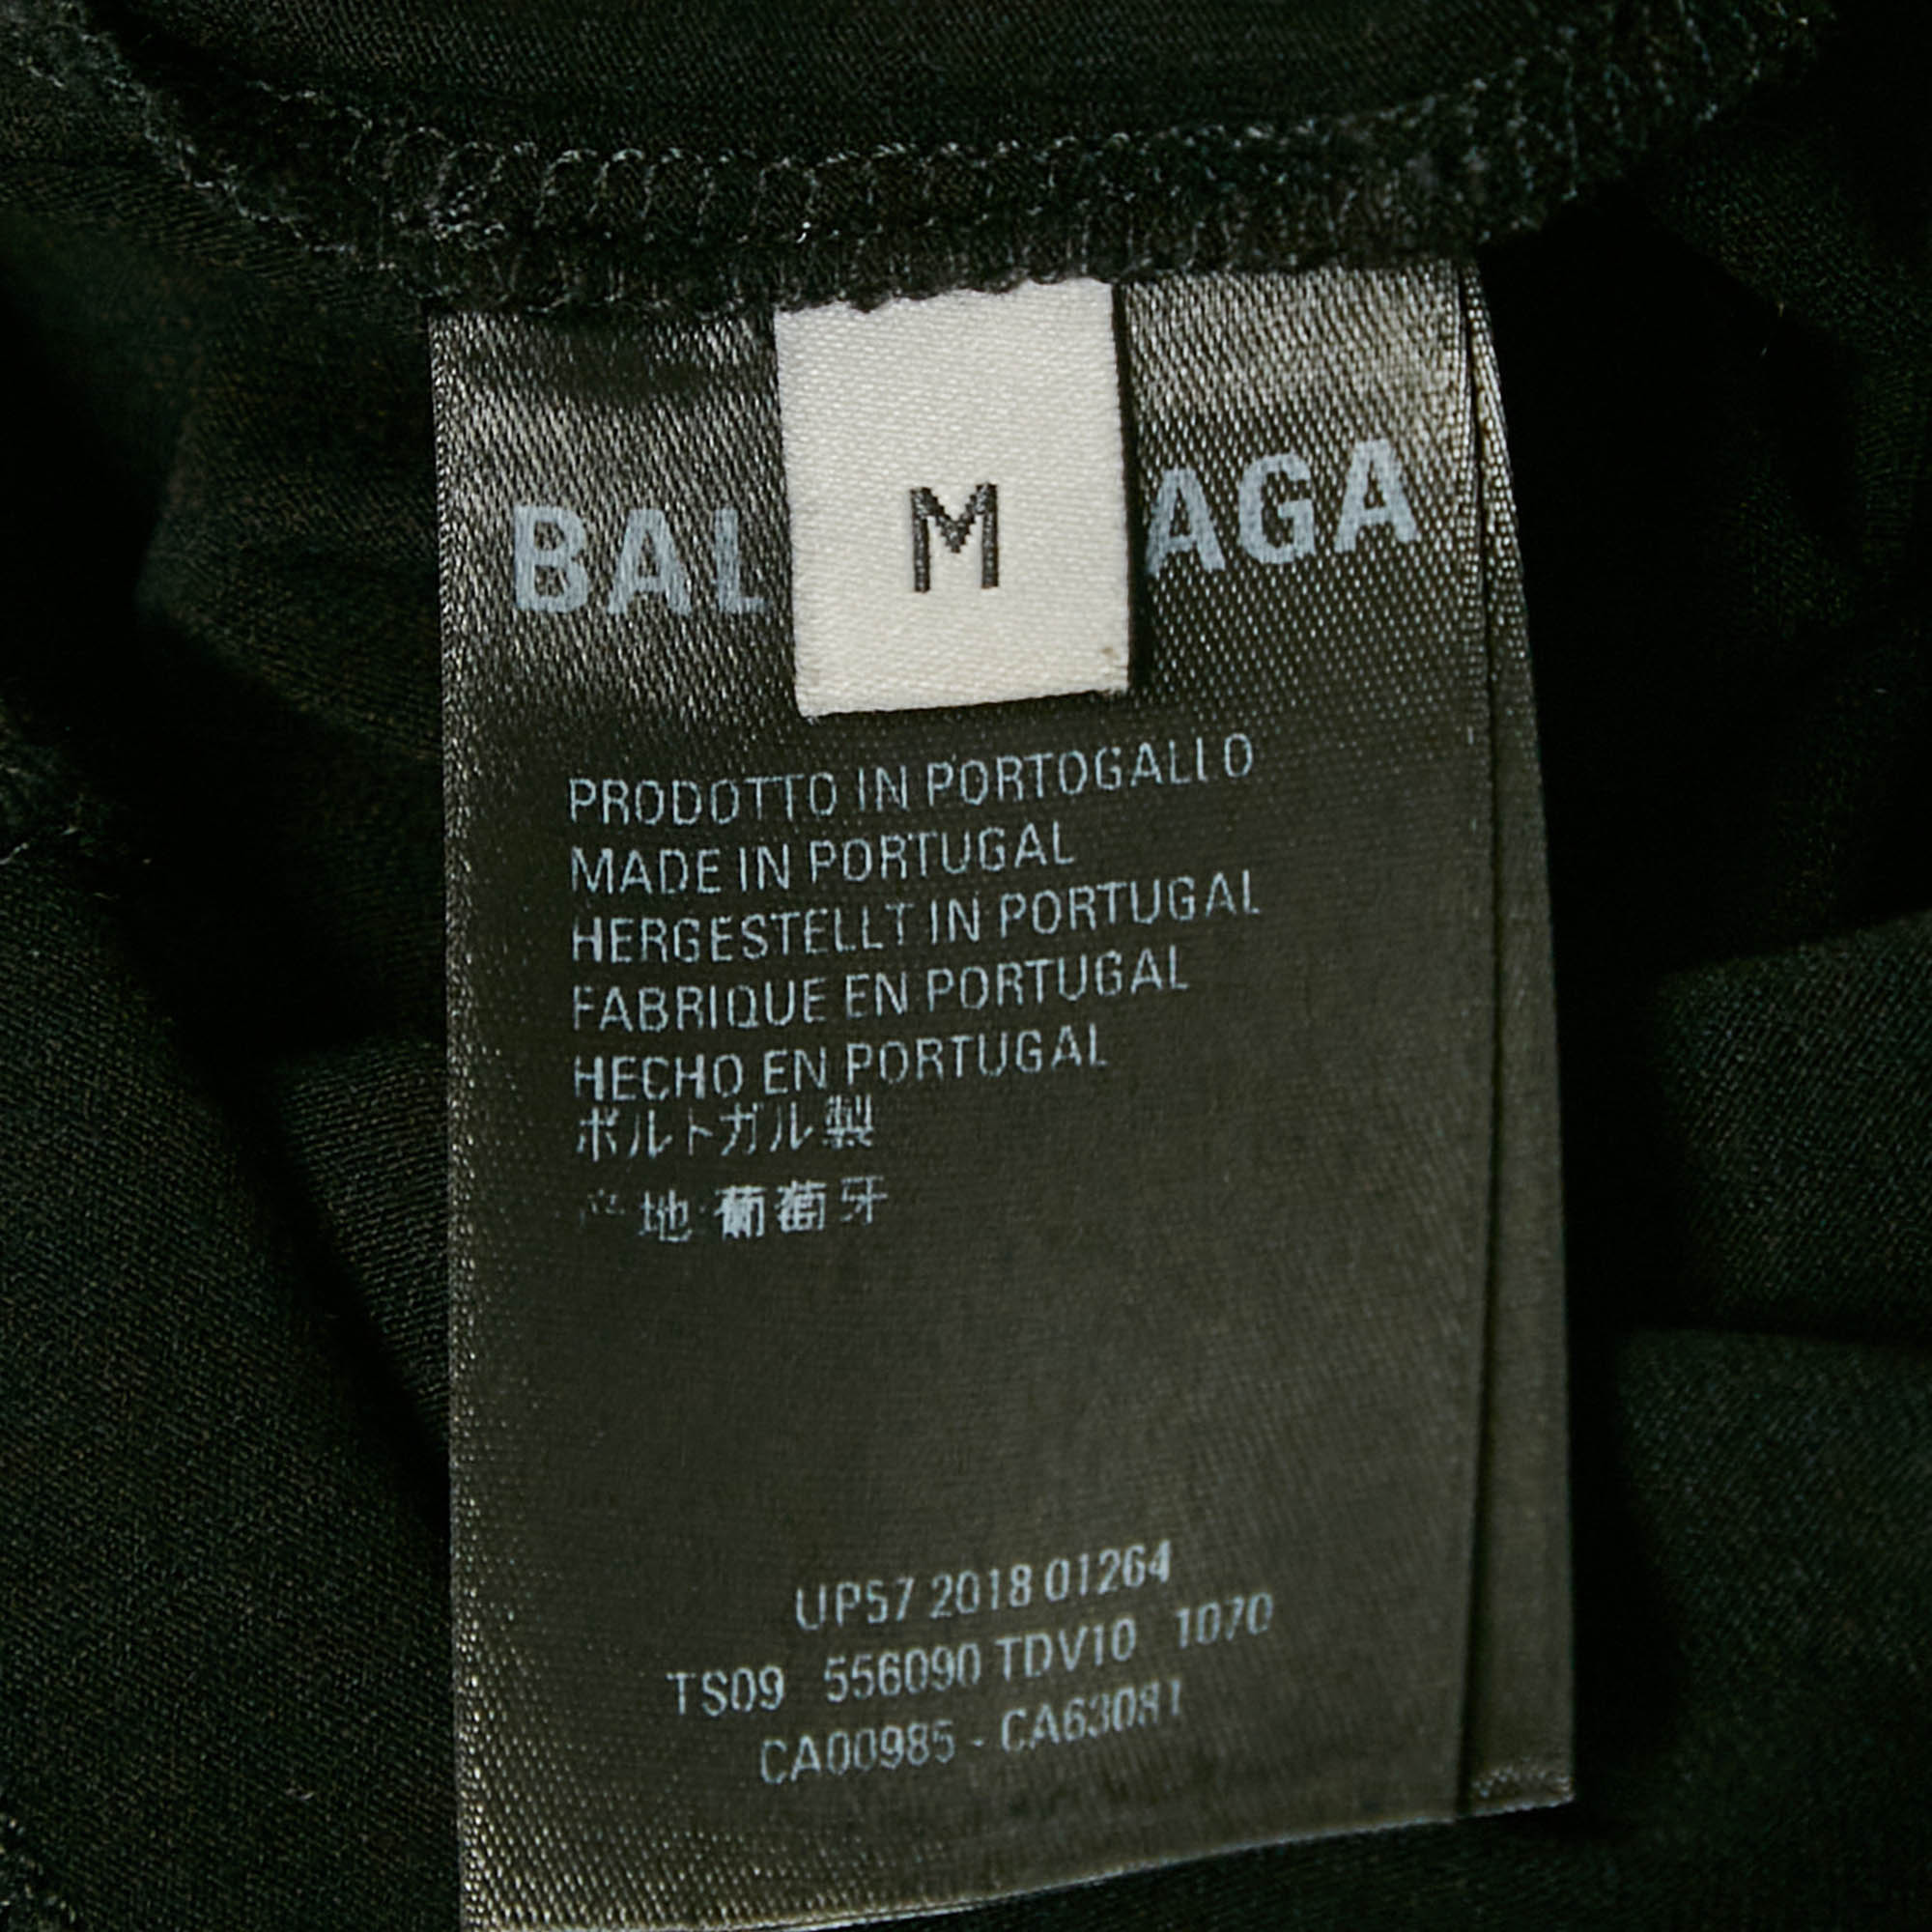 BAL M AGA
PRODOTTO IN PORTOGALLO
MADE IN PORTUGAL
HERGESTELLT IN PORTUGAL
FABRIQUE EN PORTUGAL
HECHO EN PORTUGAL
ポルトガル製
产地:葡萄牙
UP57 2018 01264
TS09 556090 TDV10 1070
CA00985 - CA63081